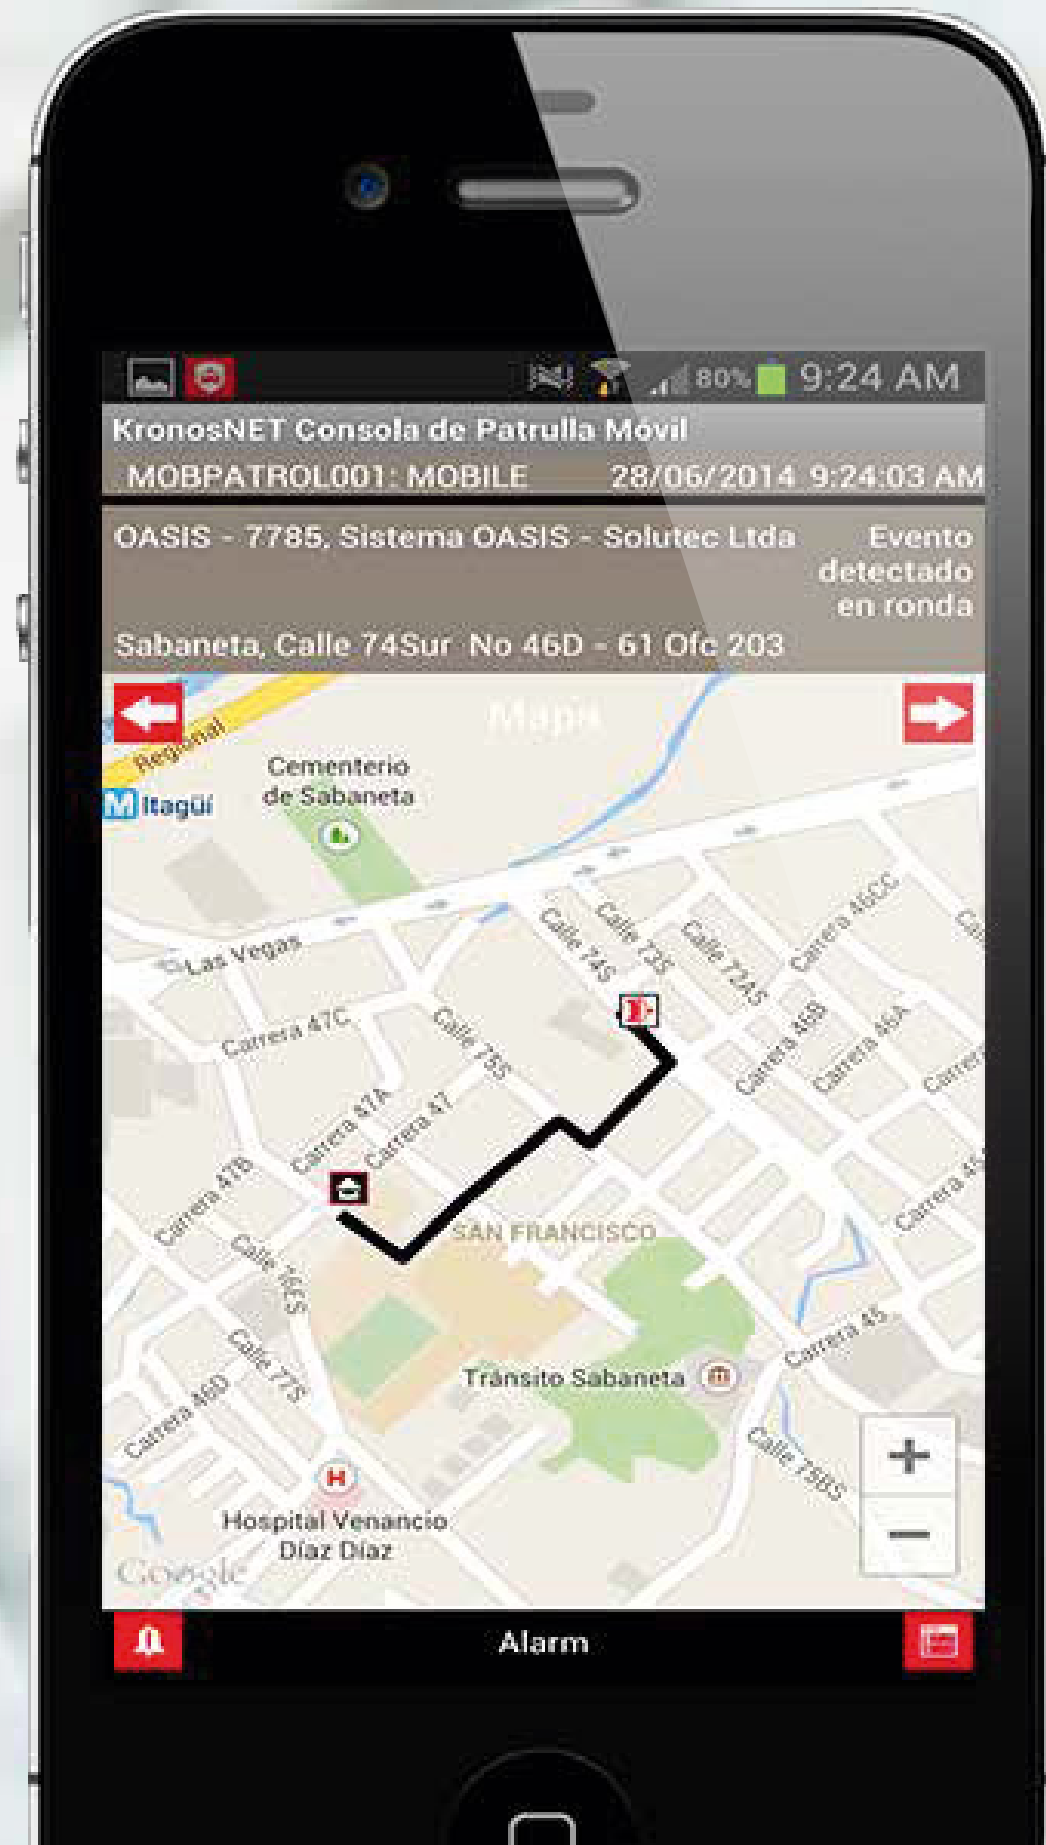 80% 9:24 AM
KronosNET Consola de Patrulla Móvil
MOBPATROL001: MOBILE 28/06/2014 9:24:03 AM
OASIS - 7785, Sistema OASIS - Solutec Ltda
Evento
detectado
en ronda
Sabaneta, Calle 74Sur No 46D - 61 Ofc 203
Mapa
Regional
Cementerio
de Sabaneta
M Itagüí
Las Vegas
Calle 74S
Calle 73S
Calle 72AS
Carrera 46CC
Carrera 47C
Calle 75S
Carrera 46B
Carrera 46A
Carrera 47A
Carrera 47
Carrera 47B
SAN FRANCISCO
Calle 76ES
Carrera 45
Tránsito Sabaneta
Calle 77S
Carrera 46D
Calle 75BS
+
−
H
Hospital Venancio
Díaz Díaz
Google
Alarm